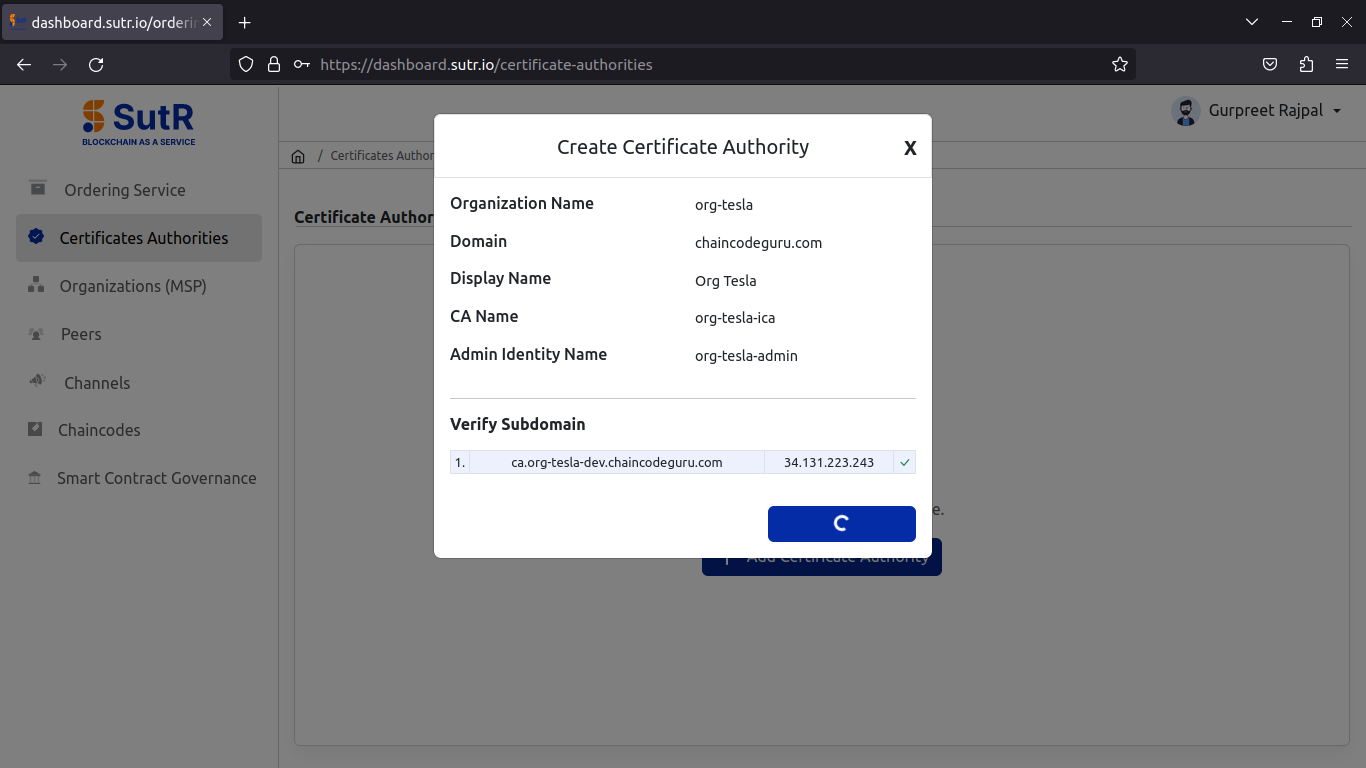 dashboard.sutr.io/orderin
https://dashboard.sutr.io/certificate-authorities
SutR
BLOCKCHAIN AS A SERVICE
Gurpreet Rajpal
/ Certificates Author
Ordering Service
Certificates Authorities
Organizations (MSP)
Peers
Channels
Chaincodes
Smart Contract Governance
Certificate Author
Create Certificate Authority
X
Organization Name org-tesla
Domain chaincodeguru.com
Display Name Org Tesla
CA Name org-tesla-ica
Admin Identity Name org-tesla-admin
Verify Subdomain
1. ca.org-tesla-dev.chaincodeguru.com 34.131.223.243 ✓
e.
+ Add Certificate Authority